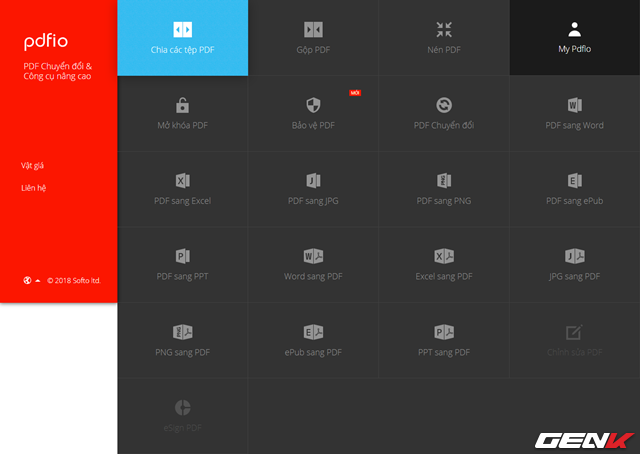 pdfio
PDF Chuyển đổi &
Công cụ nâng cao
Vật giá
Liên hệ
© 2018 Softo ltd.
Chia các tệp PDF
Gộp PDF
Nén PDF
My Pdfio
Mở khóa PDF
MỚI
Bảo vệ PDF
PDF Chuyển đổi
PDF sang Word
PDF sang Excel
PDF sang JPG
PDF sang PNG
PDF sang ePub
PDF sang PPT
Word sang PDF
Excel sang PDF
JPG sang PDF
PNG sang PDF
ePub sang PDF
PPT sang PDF
Chỉnh sửa PDF
eSign PDF
GENK